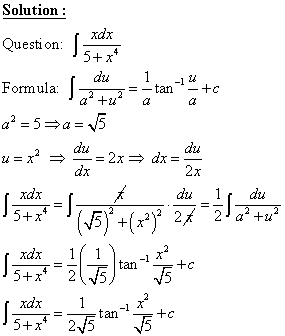 Solution :
Question: ∫ xdx / (5 + x⁴)
Formula: ∫ du / (a² + u²) = (1/a) tan⁻¹ (u/a) + c
a² = 5 ⇒ a = √5
u = x² ⇒ du/dx = 2x ⇒ dx = du/2x
∫ xdx / (5 + x⁴) = ∫ x / ((√5)² + (x²)²) · du/2x = (1/2) ∫ du / (a² + u²)
∫ xdx / (5 + x⁴) = (1/2) (1/√5) tan⁻¹ (x²/√5) + c
∫ xdx / (5 + x⁴) = (1/(2√5)) tan⁻¹ (x²/√5) + c